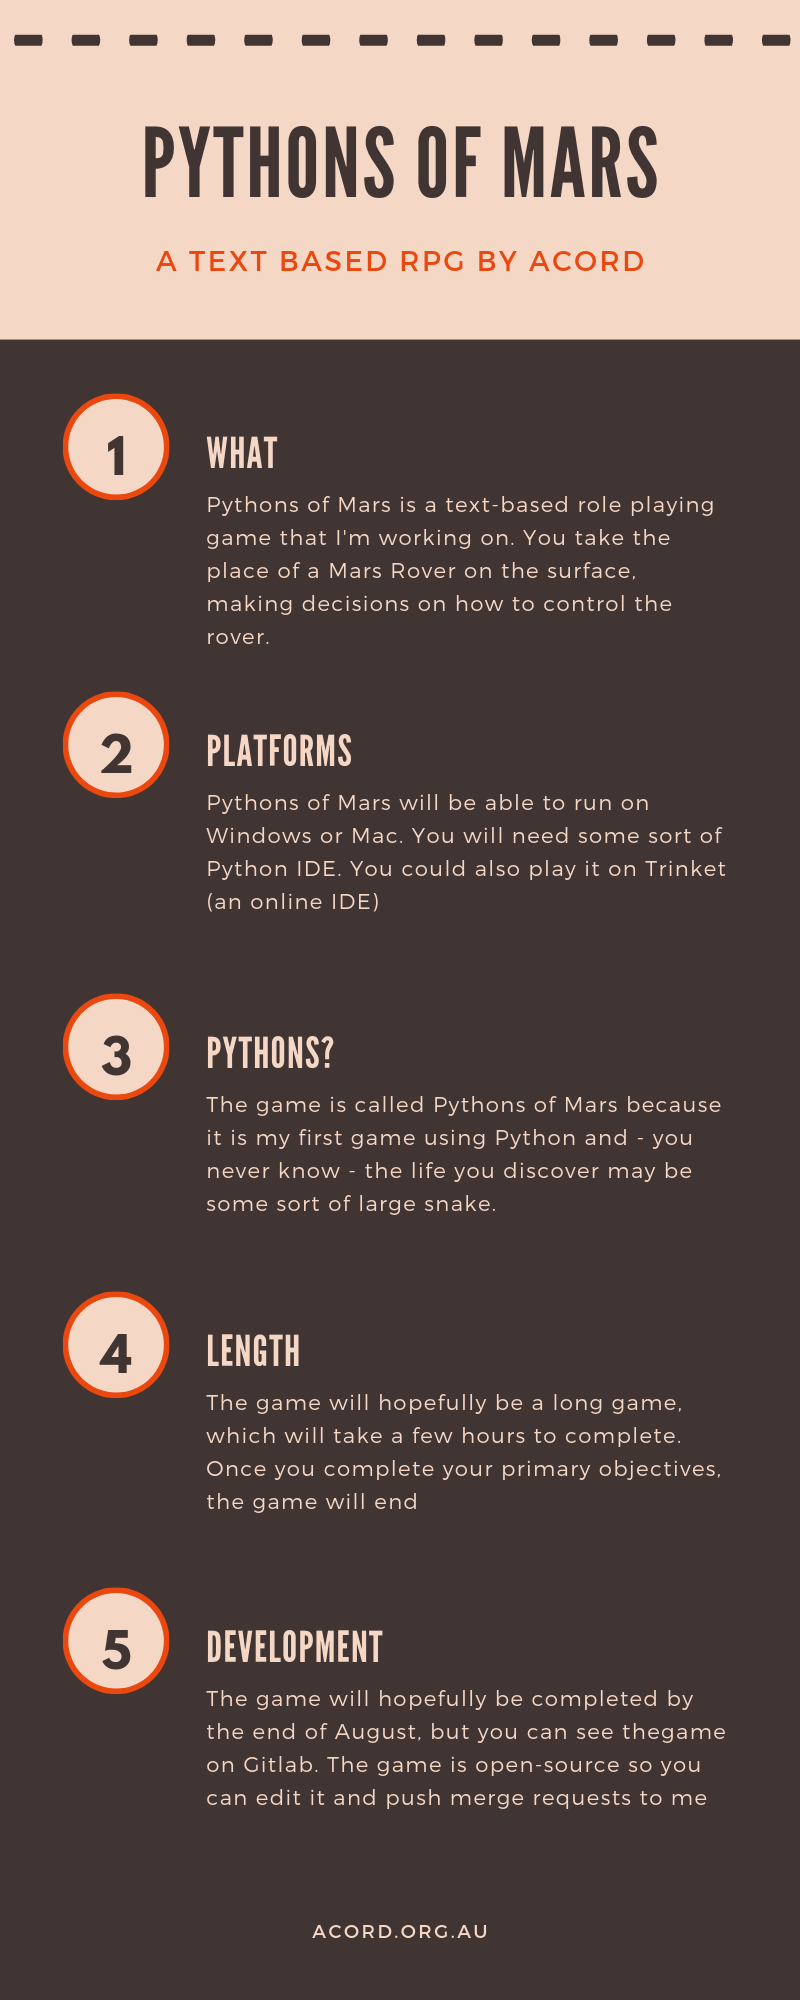 PYTHONS OF MARS
A TEXT BASED RPG BY ACORD
1
WHAT
Pythons of Mars is a text-based role playing
game that I'm working on. You take the
place of a Mars Rover on the surface,
making decisions on how to control the
rover.
2
PLATFORMS
Pythons of Mars will be able to run on
Windows or Mac. You will need some sort of
Python IDE. You could also play it on Trinket
(an online IDE)
3
PYTHONS?
The game is called Pythons of Mars because
it is my first game using Python and - you
never know - the life you discover may be
some sort of large snake.
4
LENGTH
The game will hopefully be a long game,
which will take a few hours to complete.
Once you complete your primary objectives,
the game will end
5
DEVELOPMENT
The game will hopefully be completed by
the end of August, but you can see thegame
on Gitlab. The game is open-source so you
can edit it and push merge requests to me
ACORD.ORG.AU